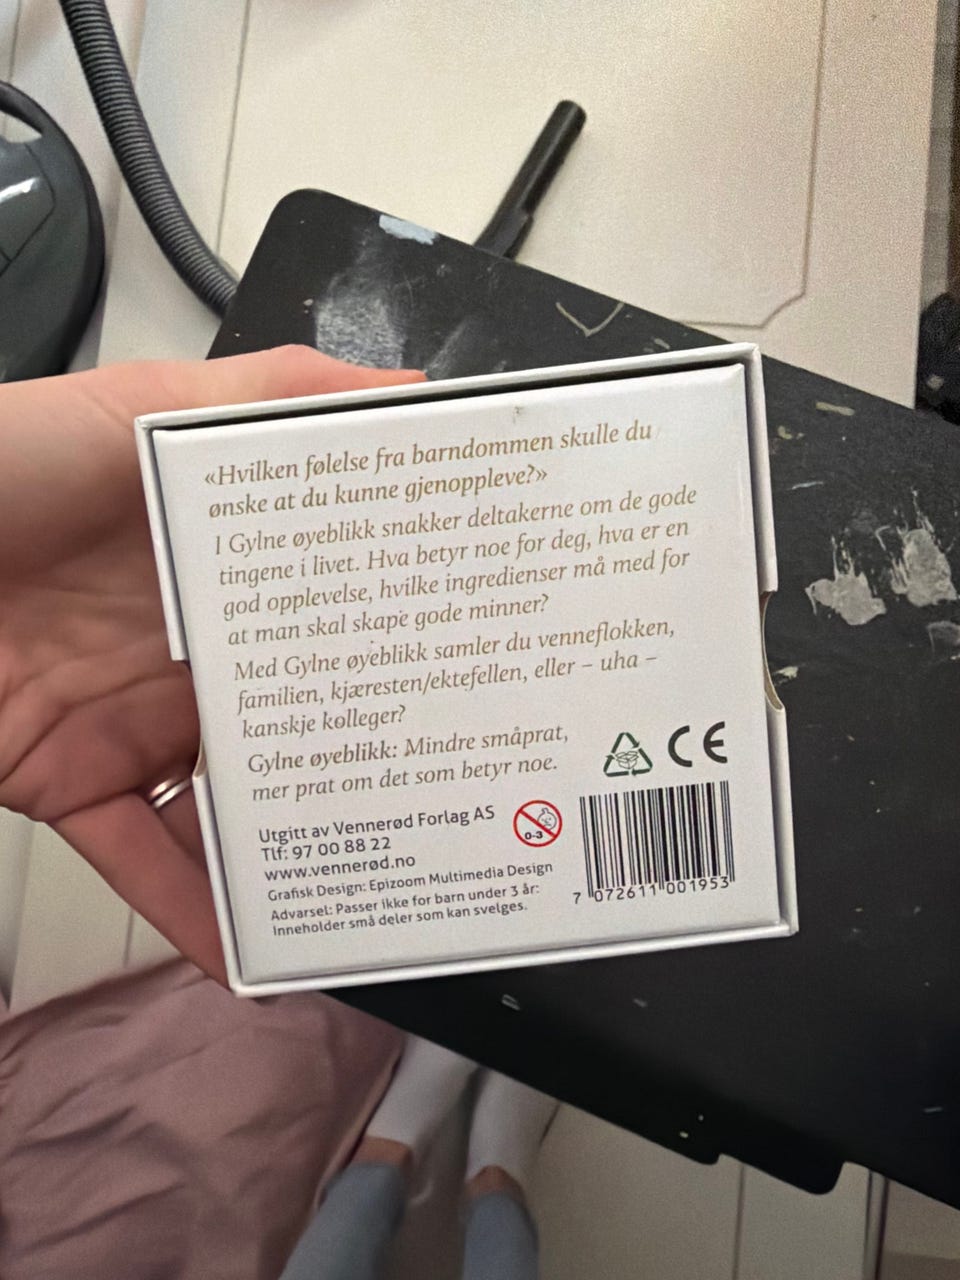 «Hvilken følelse fra barndommen skulle du
ønske at du kunne gjenoppleve?»
I Gylne øyeblikk snakker deltakerne om de gode
tingene i livet. Hva betyr noe for deg, hva er en
god opplevelse, hvilke ingredienser må med for
at man skal skape gode minner?
Med Gylne øyeblikk samler du venneflokken,
familien, kjæresten/ektefellen, eller – uha –
kanskje kolleger?
Gylne øyeblikk: Mindre småprat,
mer prat om det som betyr noe.
CE
Utgitt av Vennerød Forlag AS
Tlf: 97 00 88 22
www.vennerød.no
Grafisk Design: Epizoom Multimedia Design
Advarsel: Passer ikke for barn under 3 år:
Inneholder små deler som kan svelges.
0-3
7 072611 001953